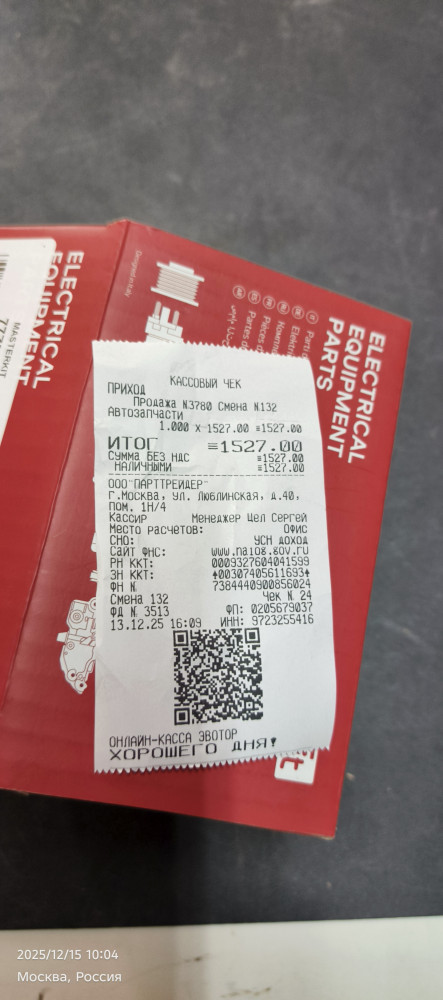 КАССОВЫЙ ЧЕК
ПРИХОД
Продажа N3780 Смена N132
Автозапчасти
1.000 X 1527.00 ≡1527.00
ИТОГ ≡1527.00
СУММА БЕЗ НДС ≡1527.00
НАЛИЧНЫМИ ≡1527.00
ООО"ПАРТТРЕЙДЕР"
г.Москва, ул. Люблинская, д.40,
пом. 1Н/4
Кассир Менеджер Цел Сергей
Место расчетов: ОФИС
СНО: УСН ДОХОД
Сайт ФНС: www.nalog.gov.ru
РН ККТ: 0009327604041599
ЗН ККТ: 00307405611693
ФН № 7384440900856024
Смена 132 Чек N 24
ФД № 3513 ФП: 0205679037
13.12.25 16:09 ИНН: 9723255416
ОНЛАЙН-КАССА ЭВОТОР
ХОРОШЕГО ДНЯ!
ELECTRICAL
EQUIPMENT
PARTS
ELECTRICAL
EQUIPMENT
MASTERKIT
2025/12/15 10:04
Москва, Россия